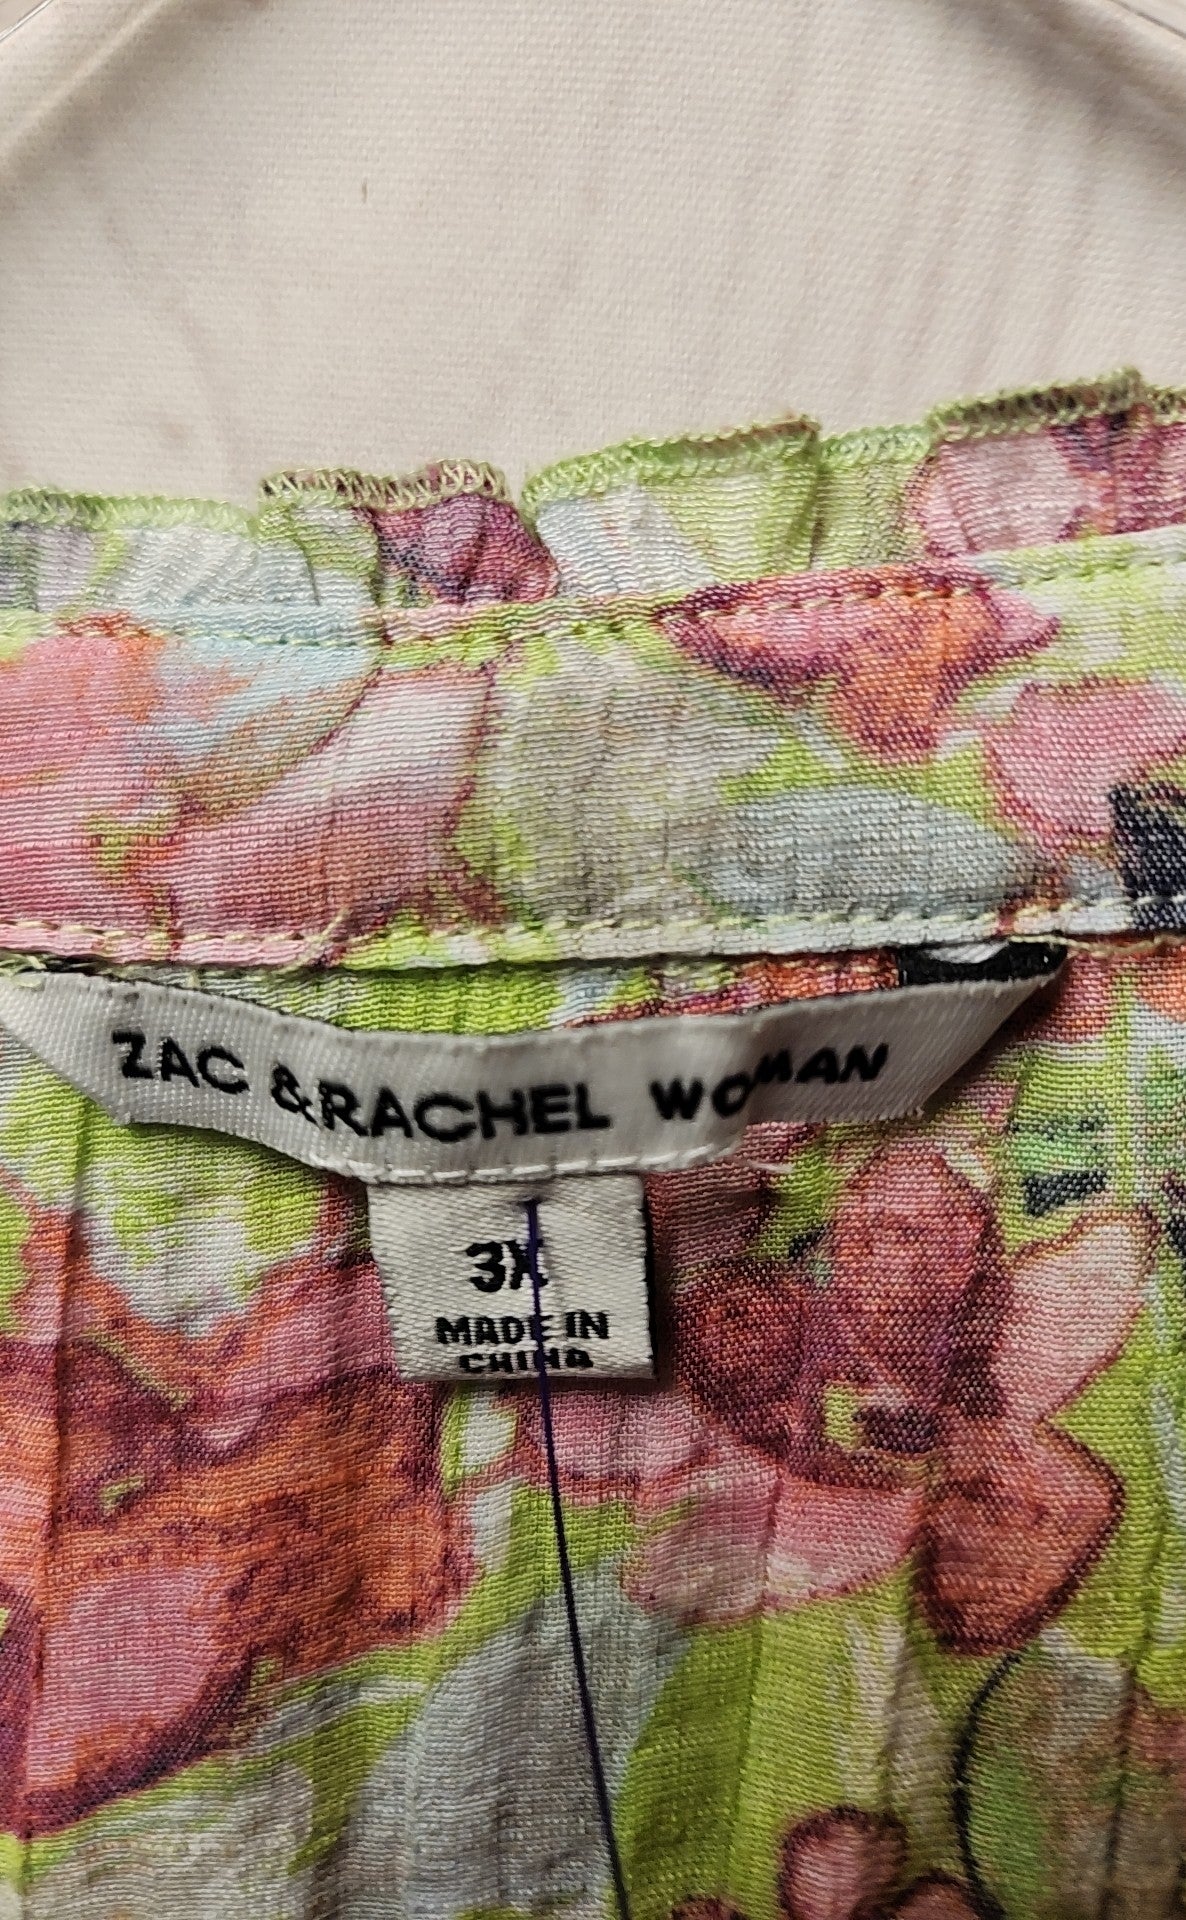 ZAC & RACHEL WOMAN
3X
MADE IN
CHINA